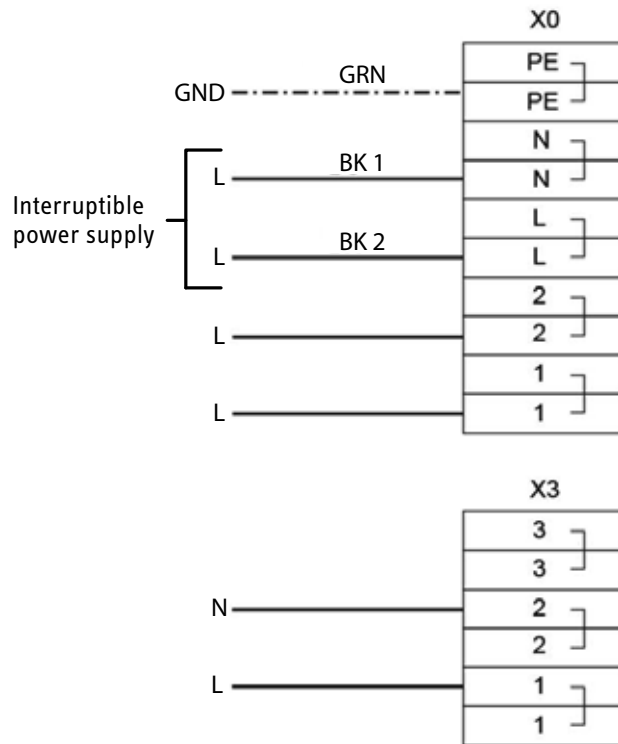 X0
PE
GRN
GND
PE
N
BK 1
L
N
Interruptible
power supply
L
BK 2
L
L
2
L
2
1
L
1
X3
3
3
N
2
2
L
1
1